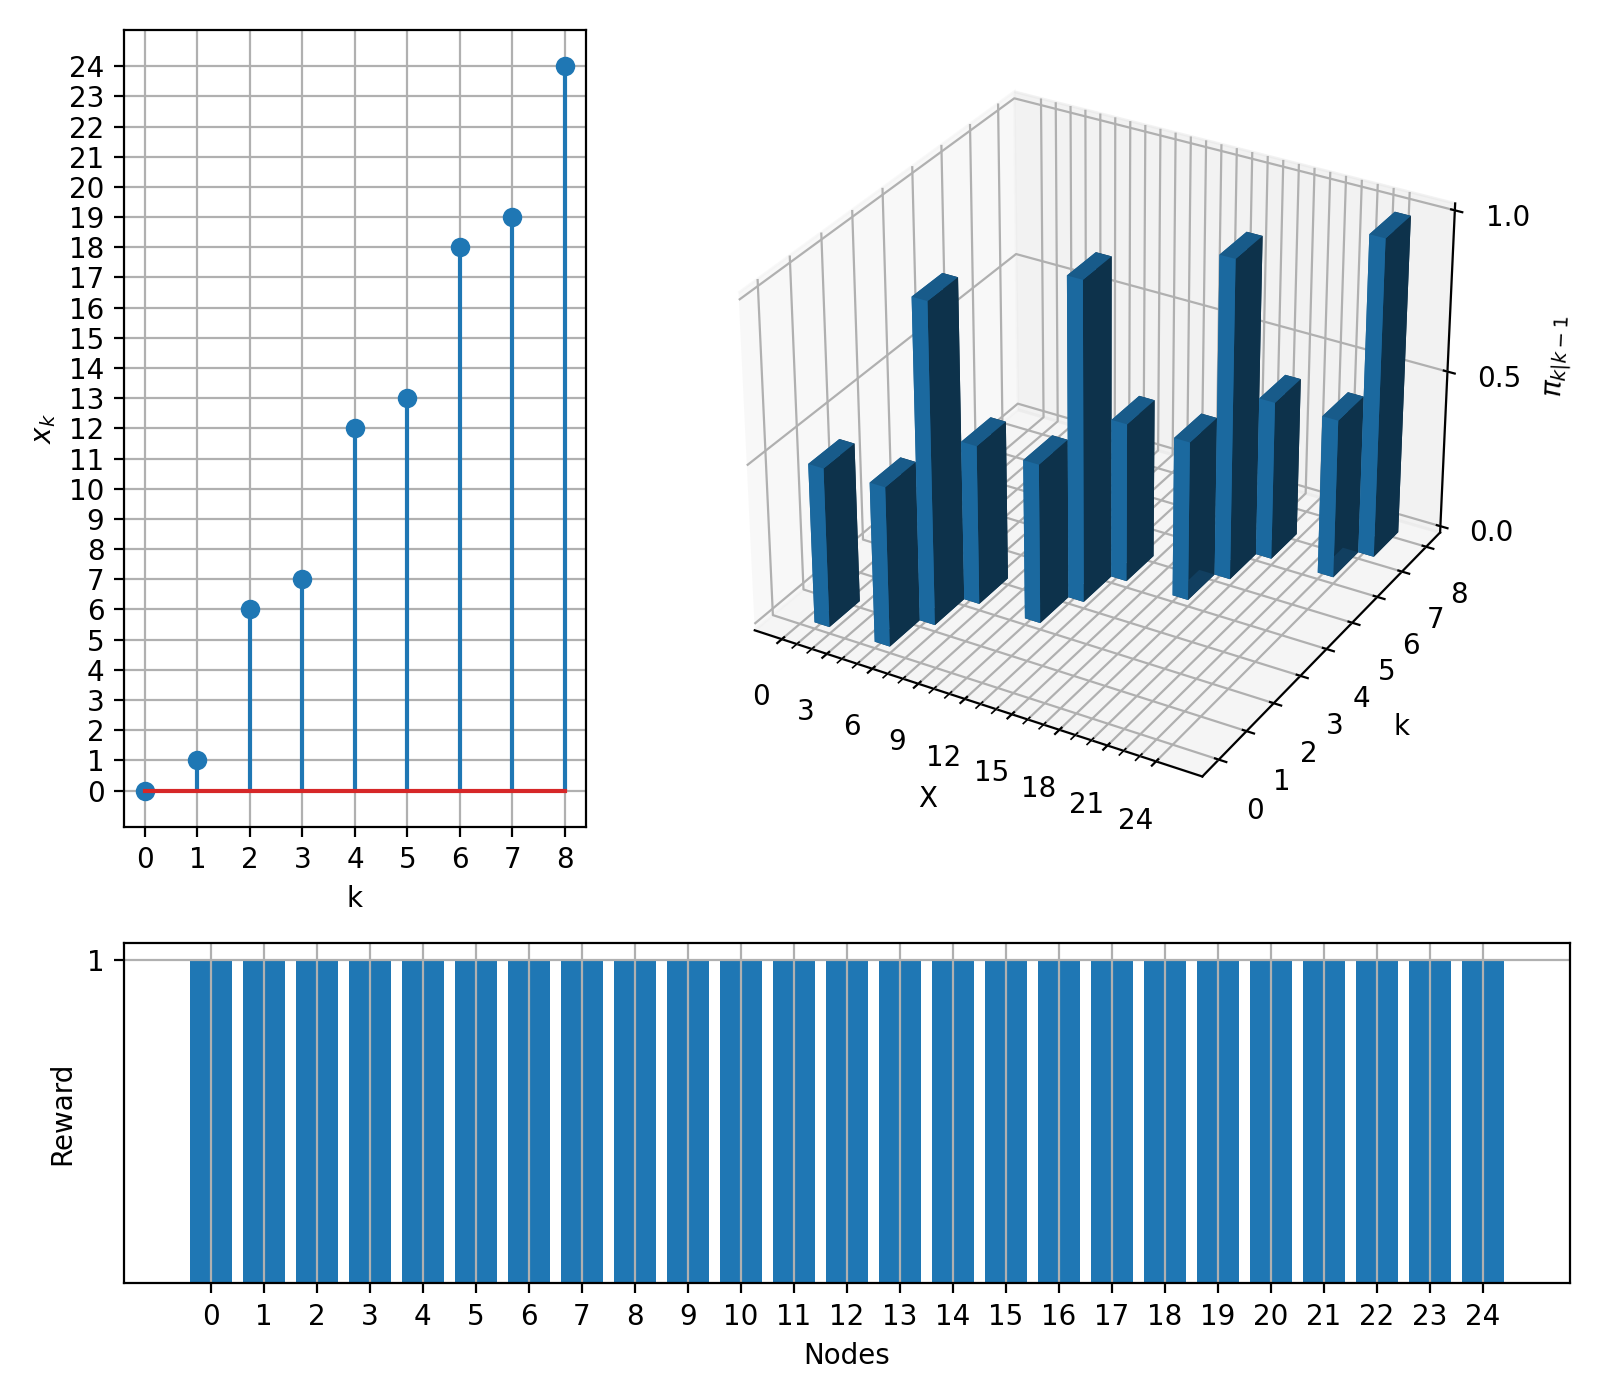 24
23
22
21
20
19
18
17
16
15
14
13
12
11
10
9
8
7
6
5
4
3
2
1
0
x_k
0 1 2 3 4 5 6 7 8
k
1.0
0.5
0.0
π_{k|k−1}
0 3 6 9 12 15 18 21 24
X
0 1 2 3 4 5 6 7 8
k
1
Reward
0 1 2 3 4 5 6 7 8 9 10 11 12 13 14 15 16 17 18 19 20 21 22 23 24
Nodes